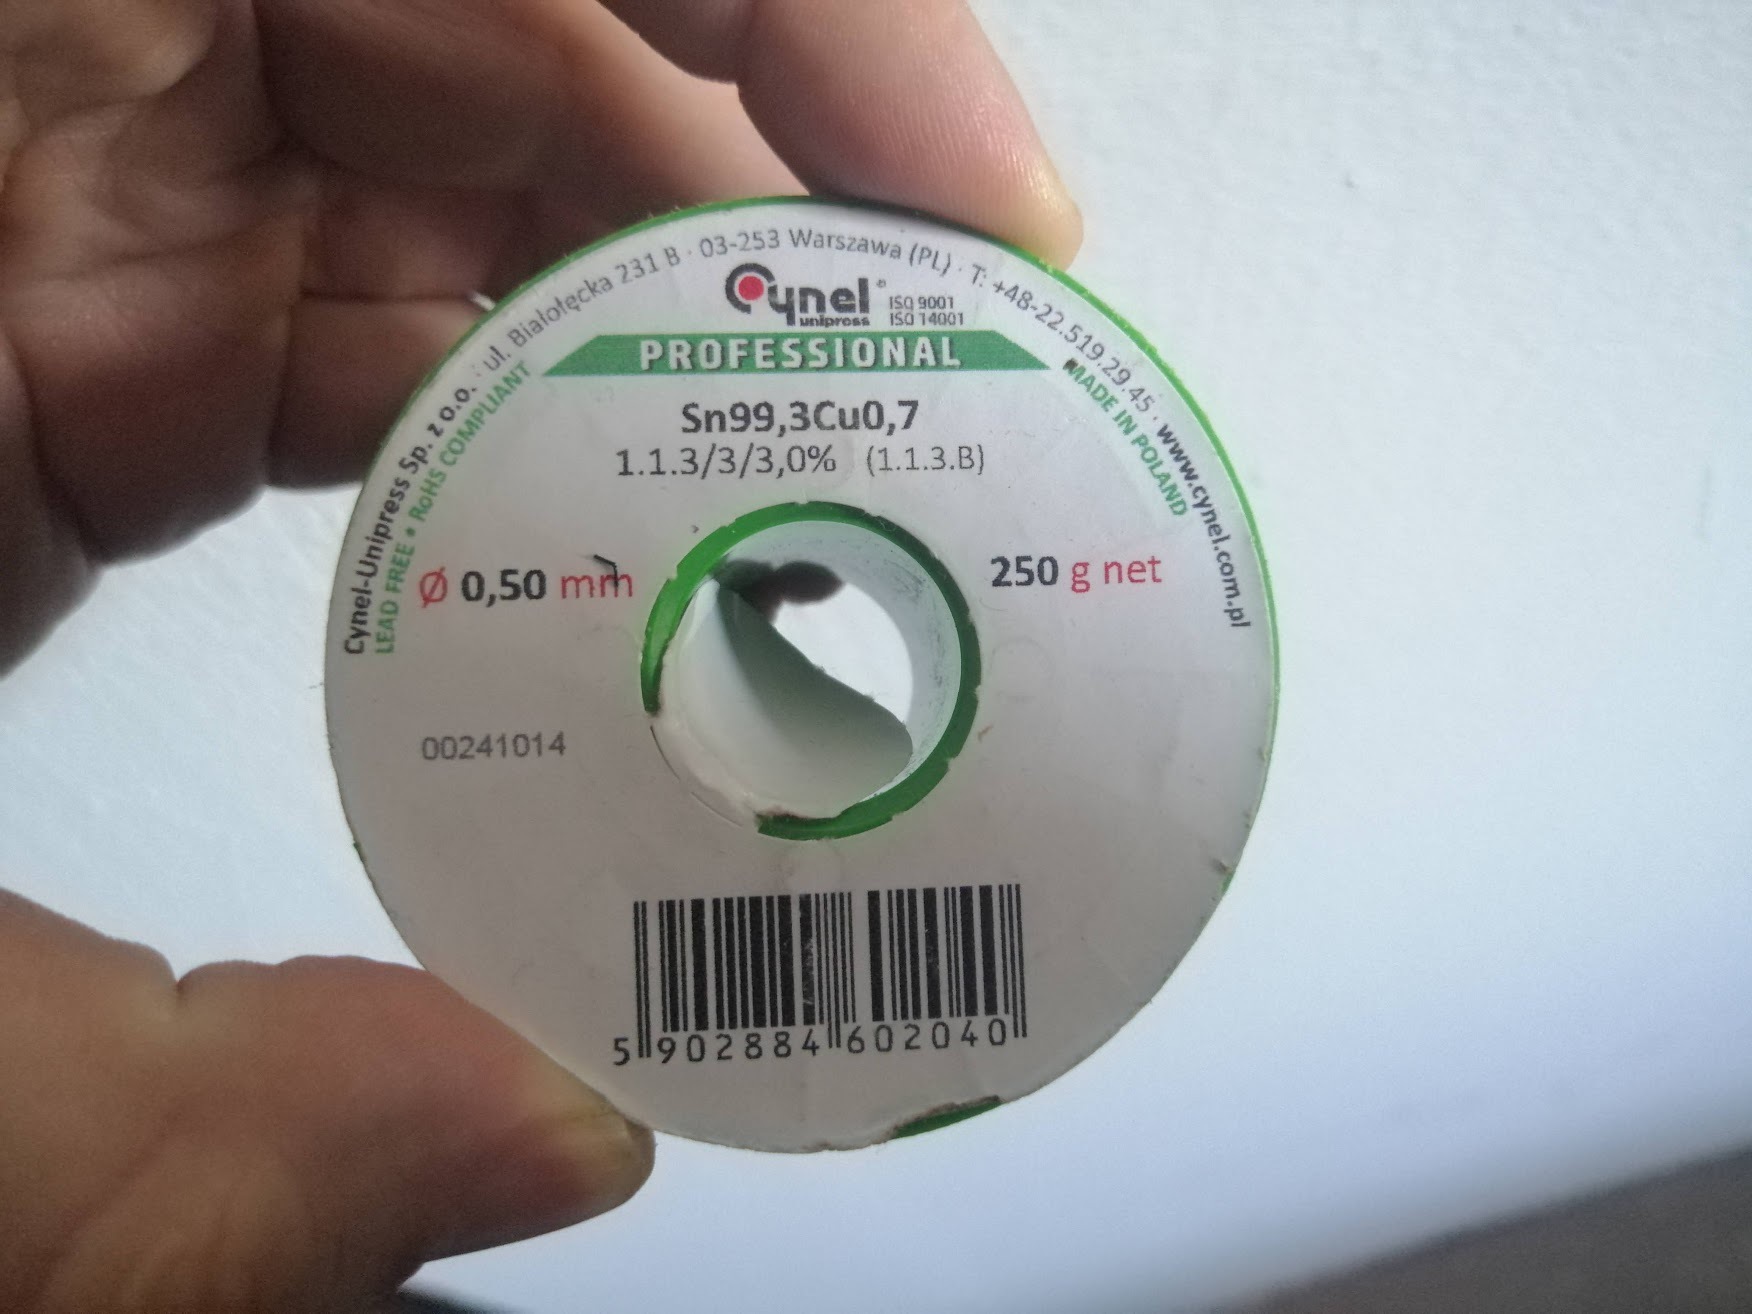 Cynel-Unipress Sp. z o.o. · ul. Białołęcka 231 B · 03-253 Warszawa (PL) · T: +48-22.519.29.45 · www.cynel.com.pl
LEAD FREE • RoHS COMPLIANT
MADE IN POLAND
Cynel®
unipress
ISO 9001
ISO 14001
PROFESSIONAL
Sn99,3Cu0,7
1.1.3/3/3,0% (1.1.3.B)
Ø 0,50 mm
250 g net
00241014
5 902884 602040